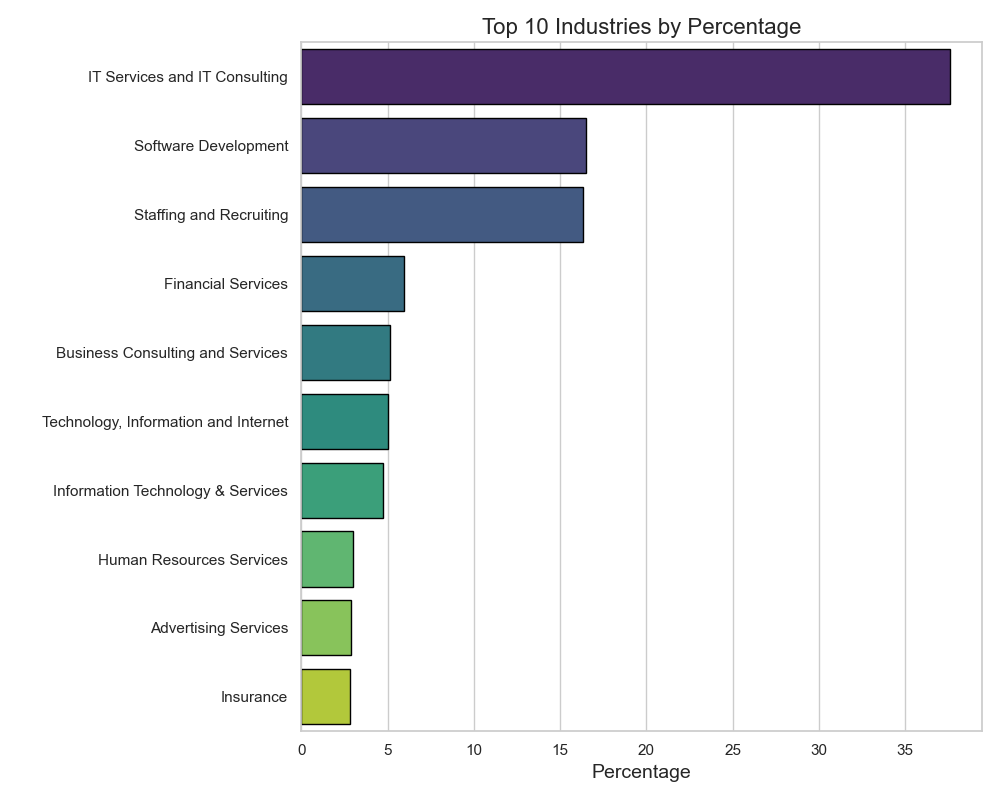 Top 10 Industries by Percentage
IT Services and IT Consulting
Software Development
Staffing and Recruiting
Financial Services
Business Consulting and Services
Technology, Information and Internet
Information Technology & Services
Human Resources Services
Advertising Services
Insurance
0 5 10 15 20 25 30 35
Percentage